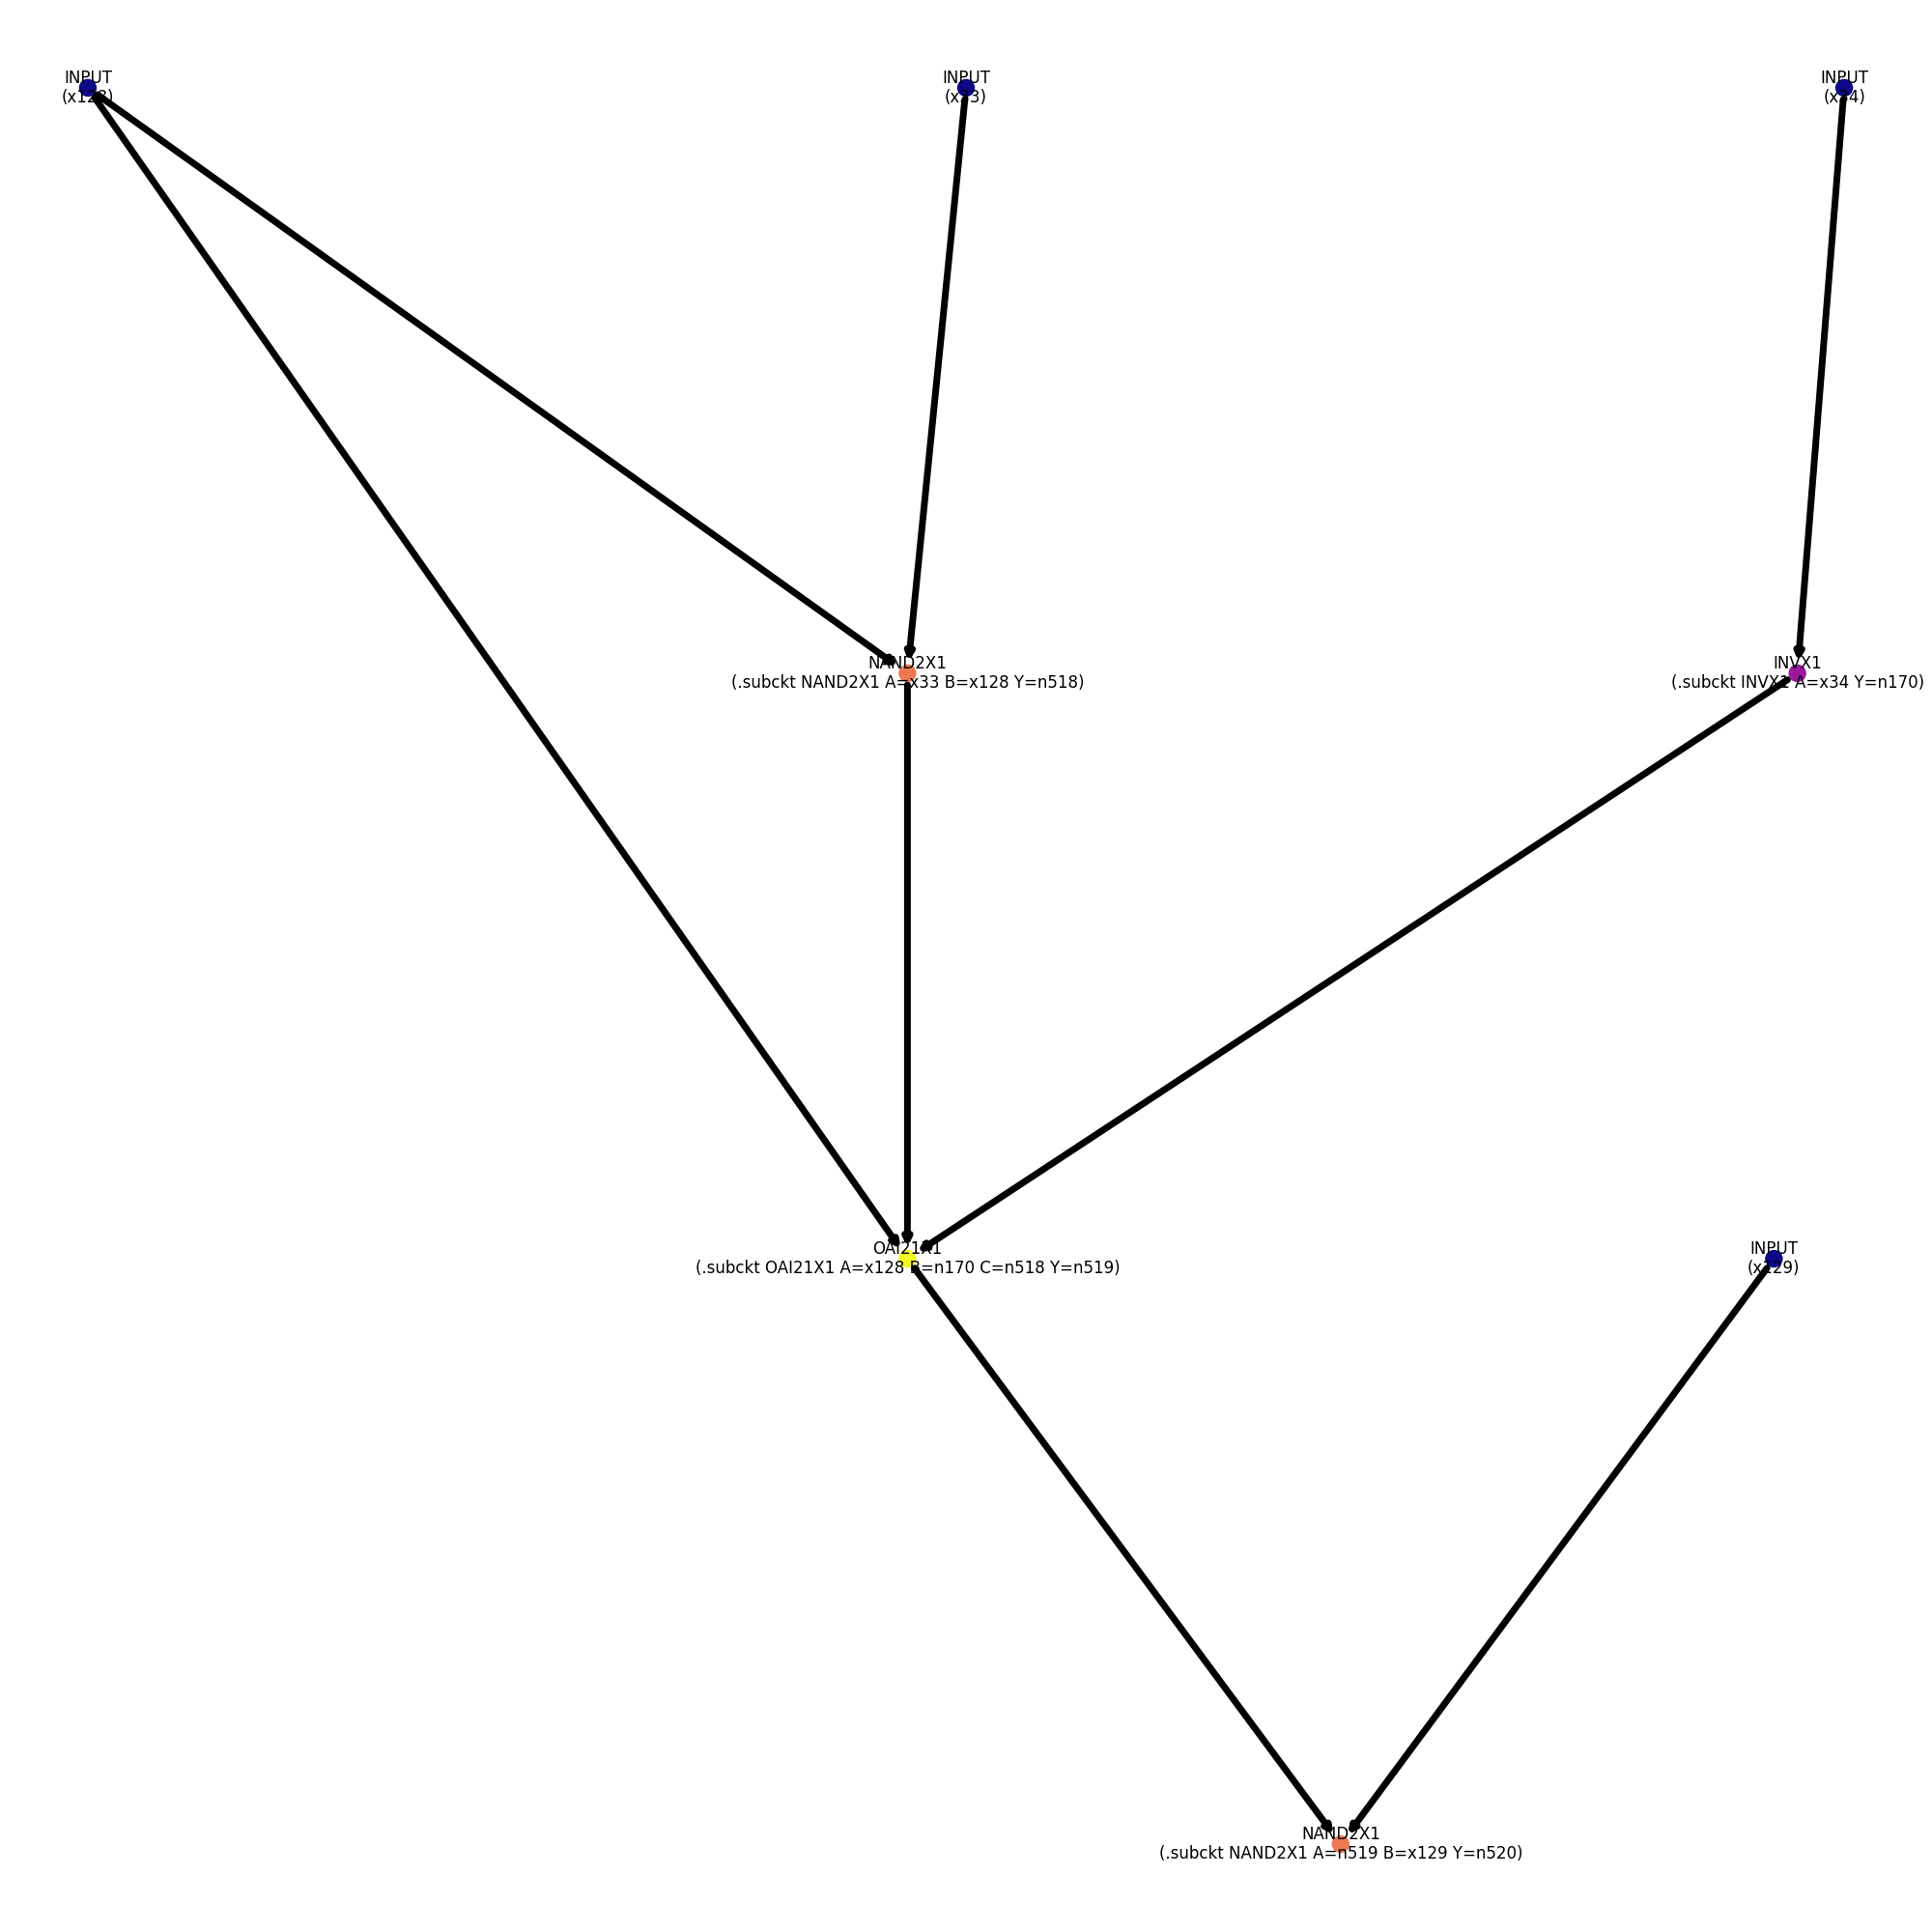 INPUT
(x128)
INPUT
(x33)
INPUT
(x34)
NAND2X1
(.subckt NAND2X1 A=x33 B=x128 Y=n518)
INVX1
(.subckt INVX1 A=x34 Y=n170)
OAI21X1
(.subckt OAI21X1 A=x128 B=n170 C=n518 Y=n519)
INPUT
(x129)
NAND2X1
(.subckt NAND2X1 A=n519 B=x129 Y=n520)